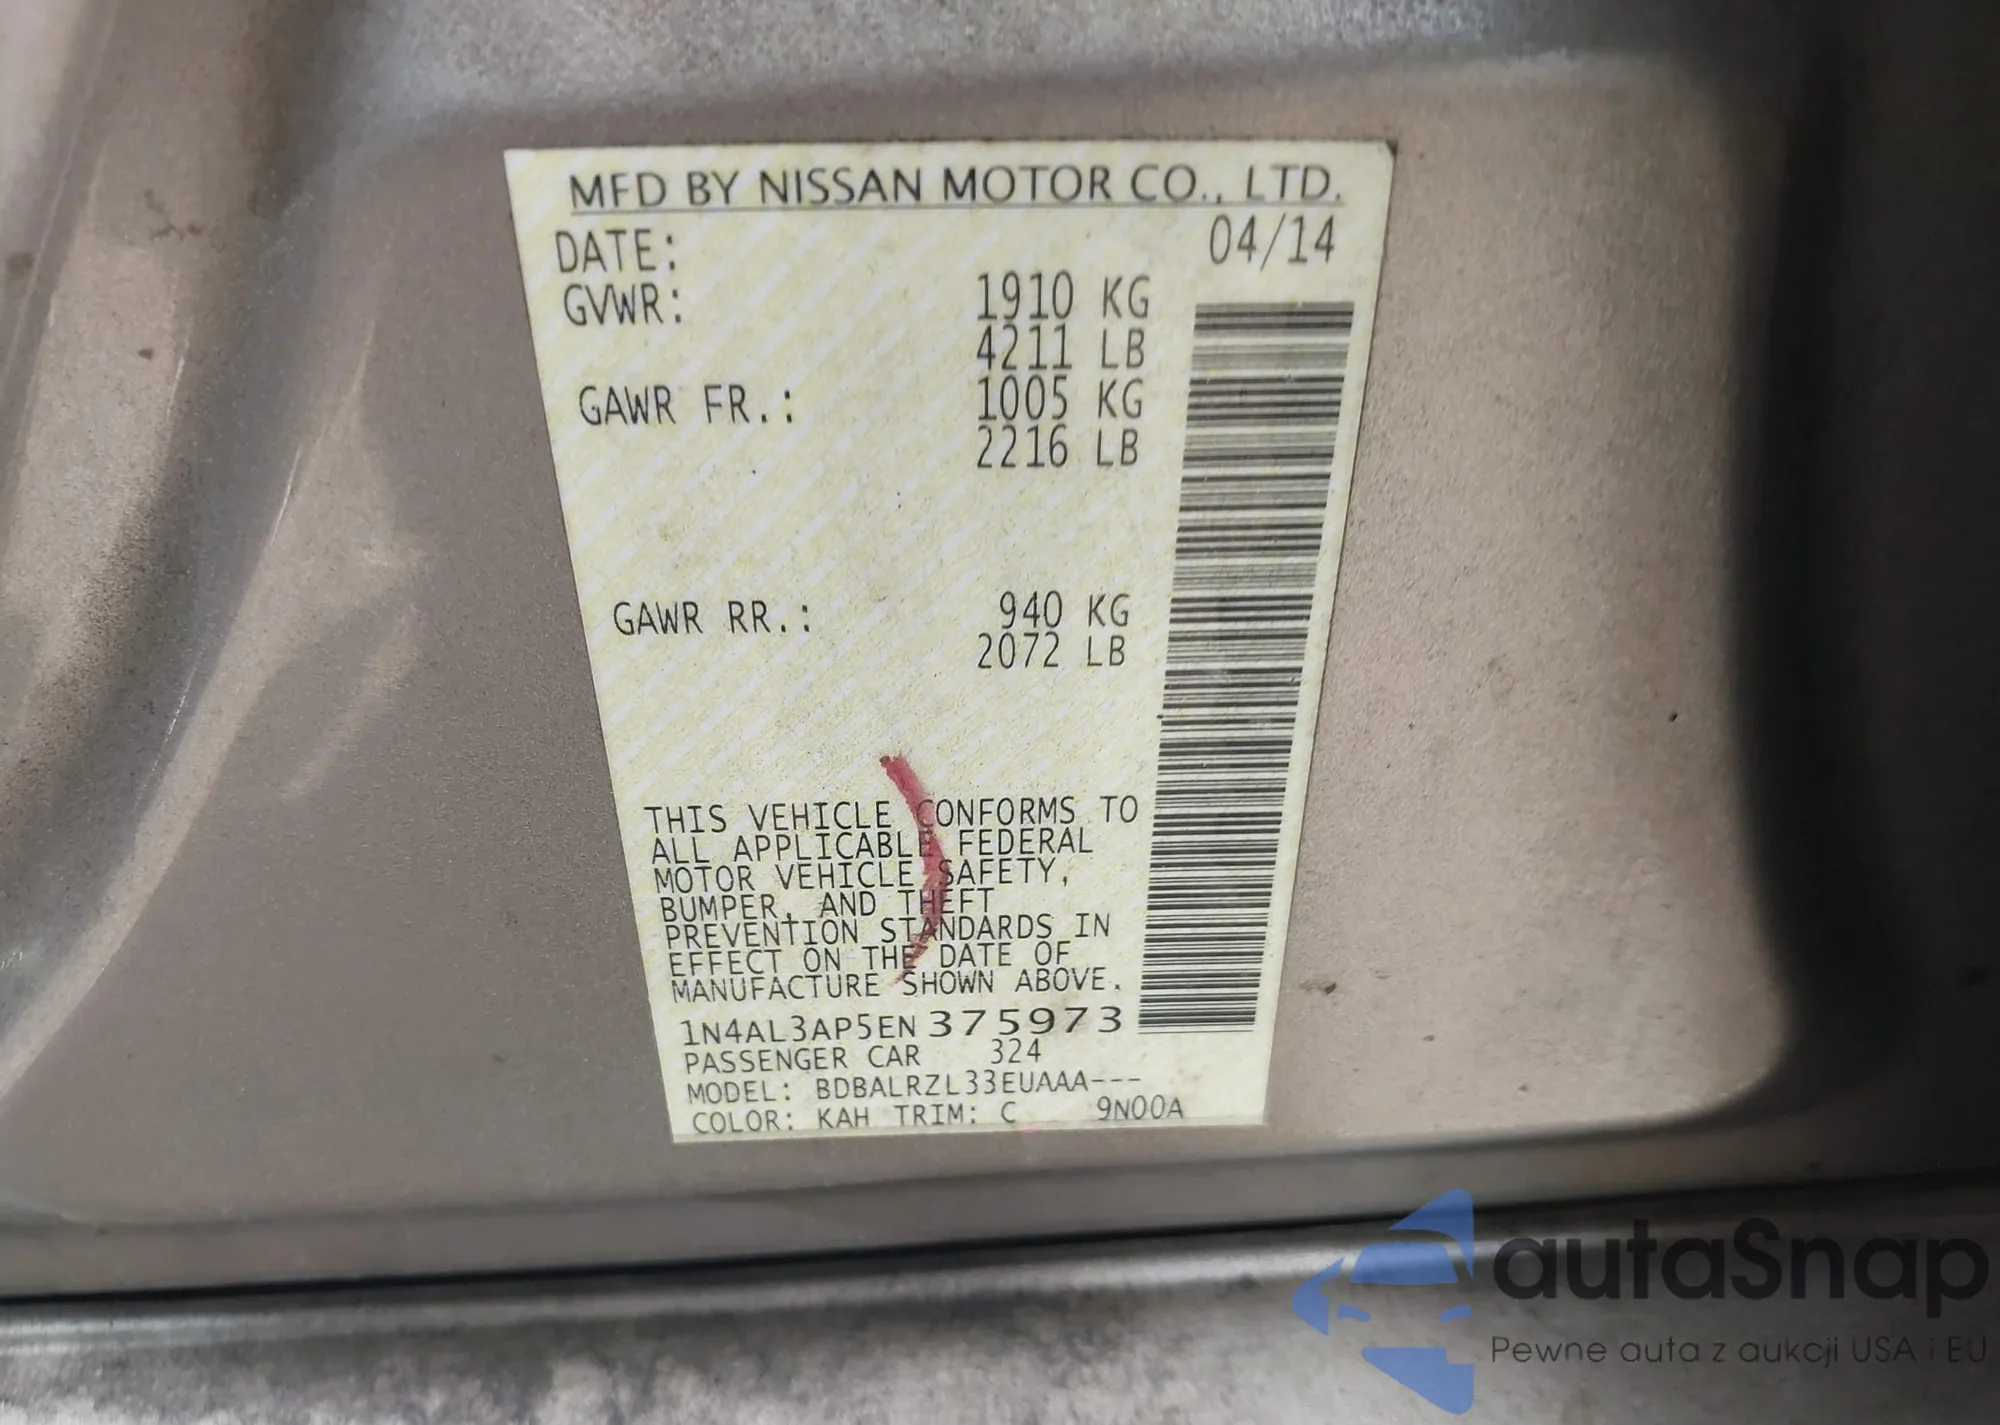 MFD BY NISSAN MOTOR CO., LTD.
DATE: 04/14
GVWR: 1910 KG
4211 LB
GAWR FR.: 1005 KG
2216 LB
GAWR RR.: 940 KG
2072 LB
THIS VEHICLE CONFORMS TO
ALL APPLICABLE FEDERAL
MOTOR VEHICLE SAFETY,
BUMPER, AND THEFT
PREVENTION STANDARDS IN
EFFECT ON THE DATE OF
MANUFACTURE SHOWN ABOVE.
1N4AL3AP5EN375973
PASSENGER CAR 324
MODEL: BDBALRZL33EUAAA---
COLOR: KAH TRIM: C 9N00A
autaSnap
Pewne auta z aukcji USA i EU